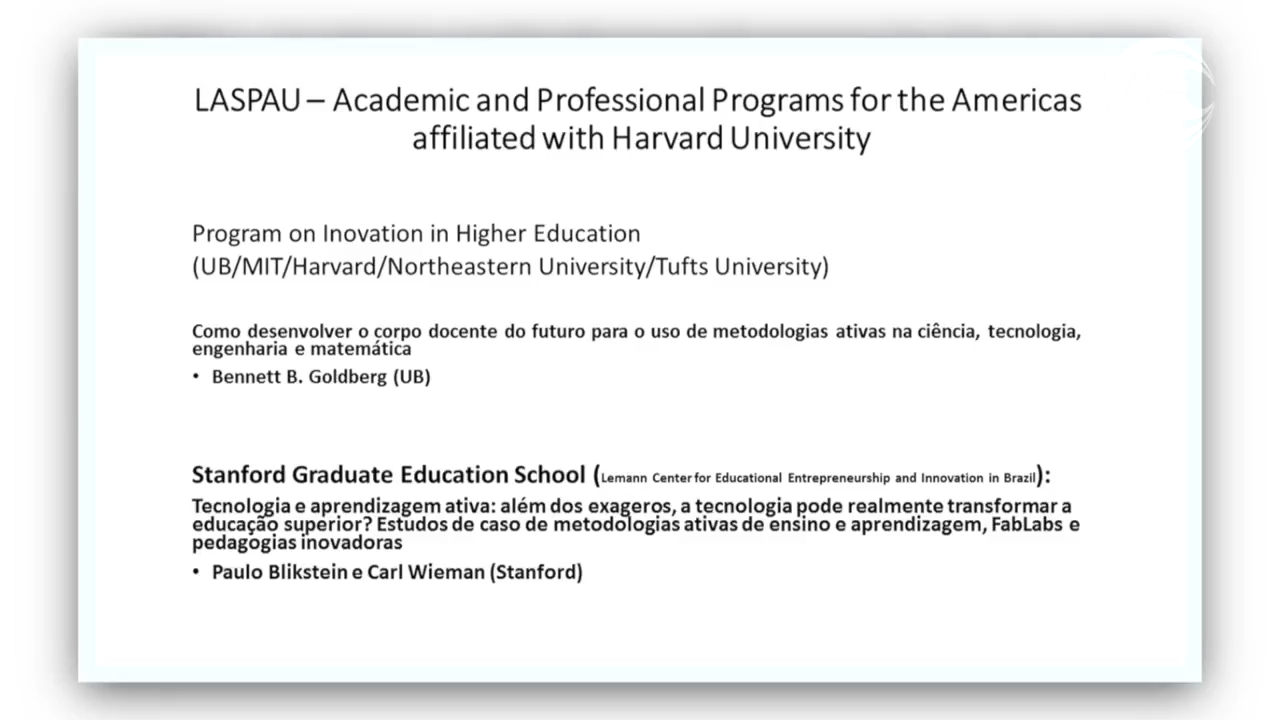 LASPAU – Academic and Professional Programs for the Americas
affiliated with Harvard University
Program on Inovation in Higher Education
(UB/MIT/Harvard/Northeastern University/Tufts University)
Como desenvolver o corpo docente do futuro para o uso de metodologias ativas na ciência, tecnologia,
engenharia e matemática
• Bennett B. Goldberg (UB)
Stanford Graduate Education School (Lemann Center for Educational Entrepreneurship and Innovation in Brazil):
Tecnologia e aprendizagem ativa: além dos exageros, a tecnologia pode realmente transformar a
educação superior? Estudos de caso de metodologias ativas de ensino e aprendizagem, FabLabs e
pedagogias inovadoras
• Paulo Blikstein e Carl Wieman (Stanford)